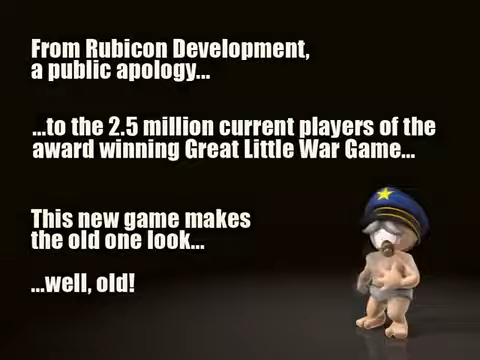 From Rubicon Development,
a public apology...
...to the 2.5 million current players of the
award winning Great Little War Game...
This new game makes
the old one look...
...well, old!